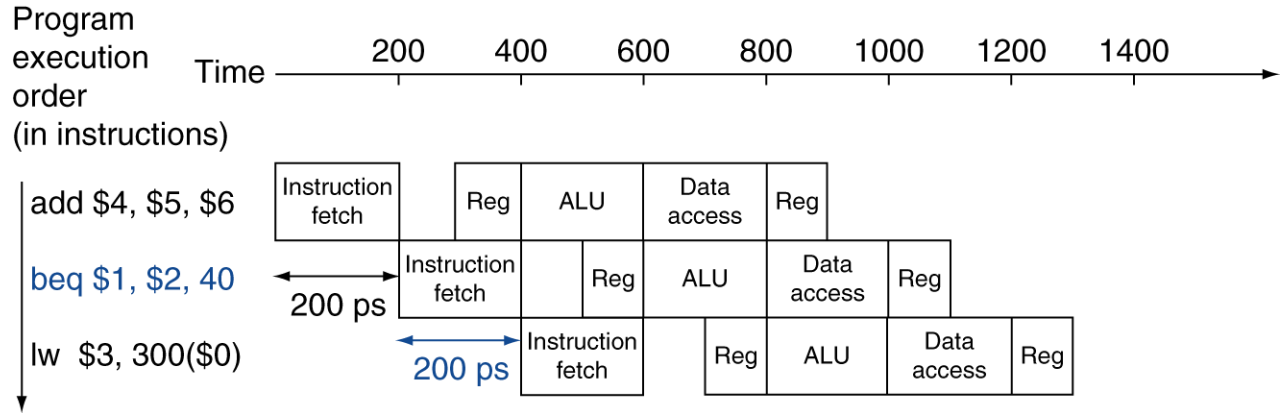 Program
execution
order
(in instructions)
Time
200 400 600 800 1000 1200 1400
add $4, $5, $6
Instruction
fetch
Reg
ALU
Data
access
Reg
beq $1, $2, 40
200 ps
Instruction
fetch
Reg
ALU
Data
access
Reg
lw $3, 300($0)
200 ps
Instruction
fetch
Reg
ALU
Data
access
Reg